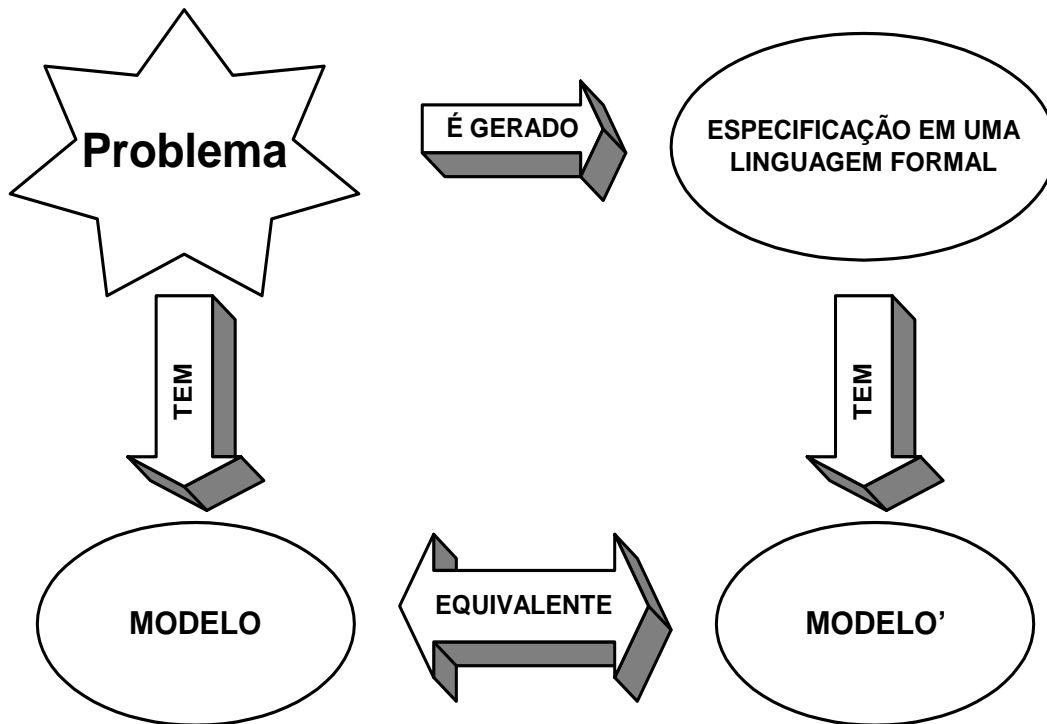 Problema
É GERADO
ESPECIFICAÇÃO EM UMA
LINGUAGEM FORMAL
TEM
TEM
MODELO
EQUIVALENTE
MODELO’